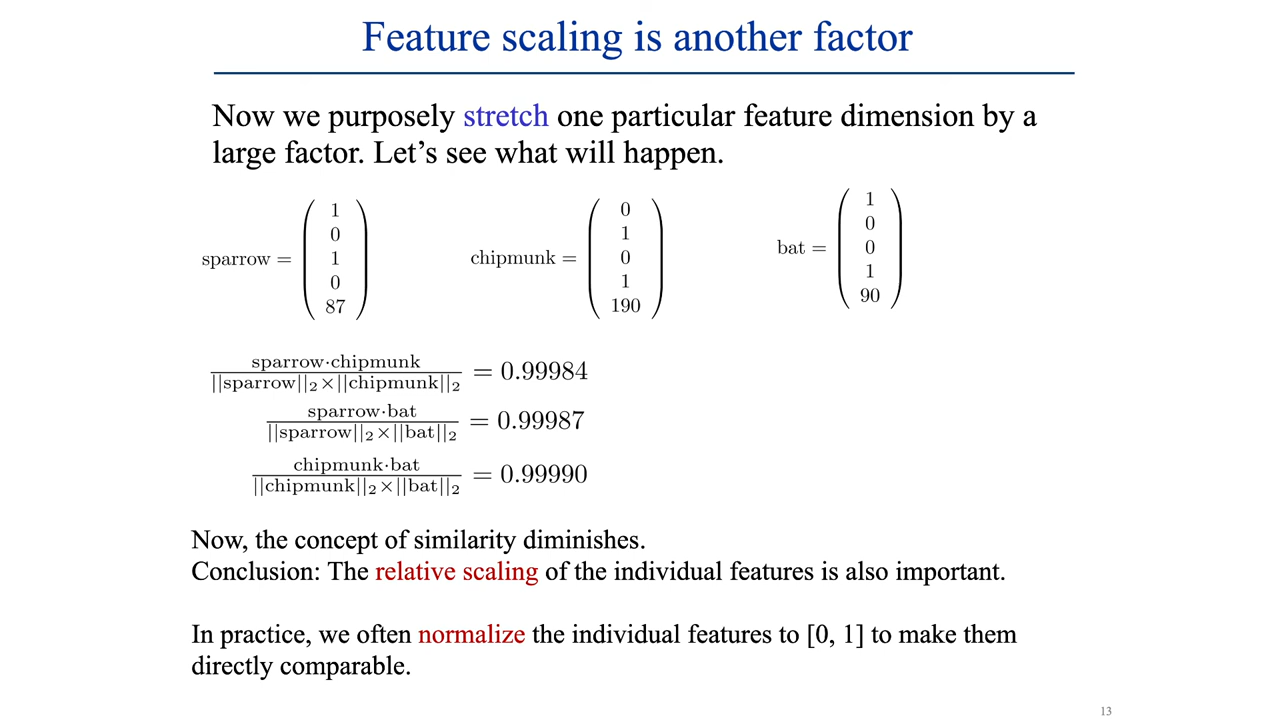 Feature scaling is another factor
Now we purposely stretch one particular feature dimension by a
large factor. Let’s see what will happen.
sparrow = ( 1 0 1 0 87 )
chipmunk = ( 0 1 0 1 190 )
bat = ( 1 0 0 1 90 )
sparrow·chipmunk
||sparrow||₂×||chipmunk||₂ = 0.99984
sparrow·bat
||sparrow||₂×||bat||₂ = 0.99987
chipmunk·bat
||chipmunk||₂×||bat||₂ = 0.99990
Now, the concept of similarity diminishes.
Conclusion: The relative scaling of the individual features is also important.
In practice, we often normalize the individual features to [0, 1] to make them
directly comparable.
13